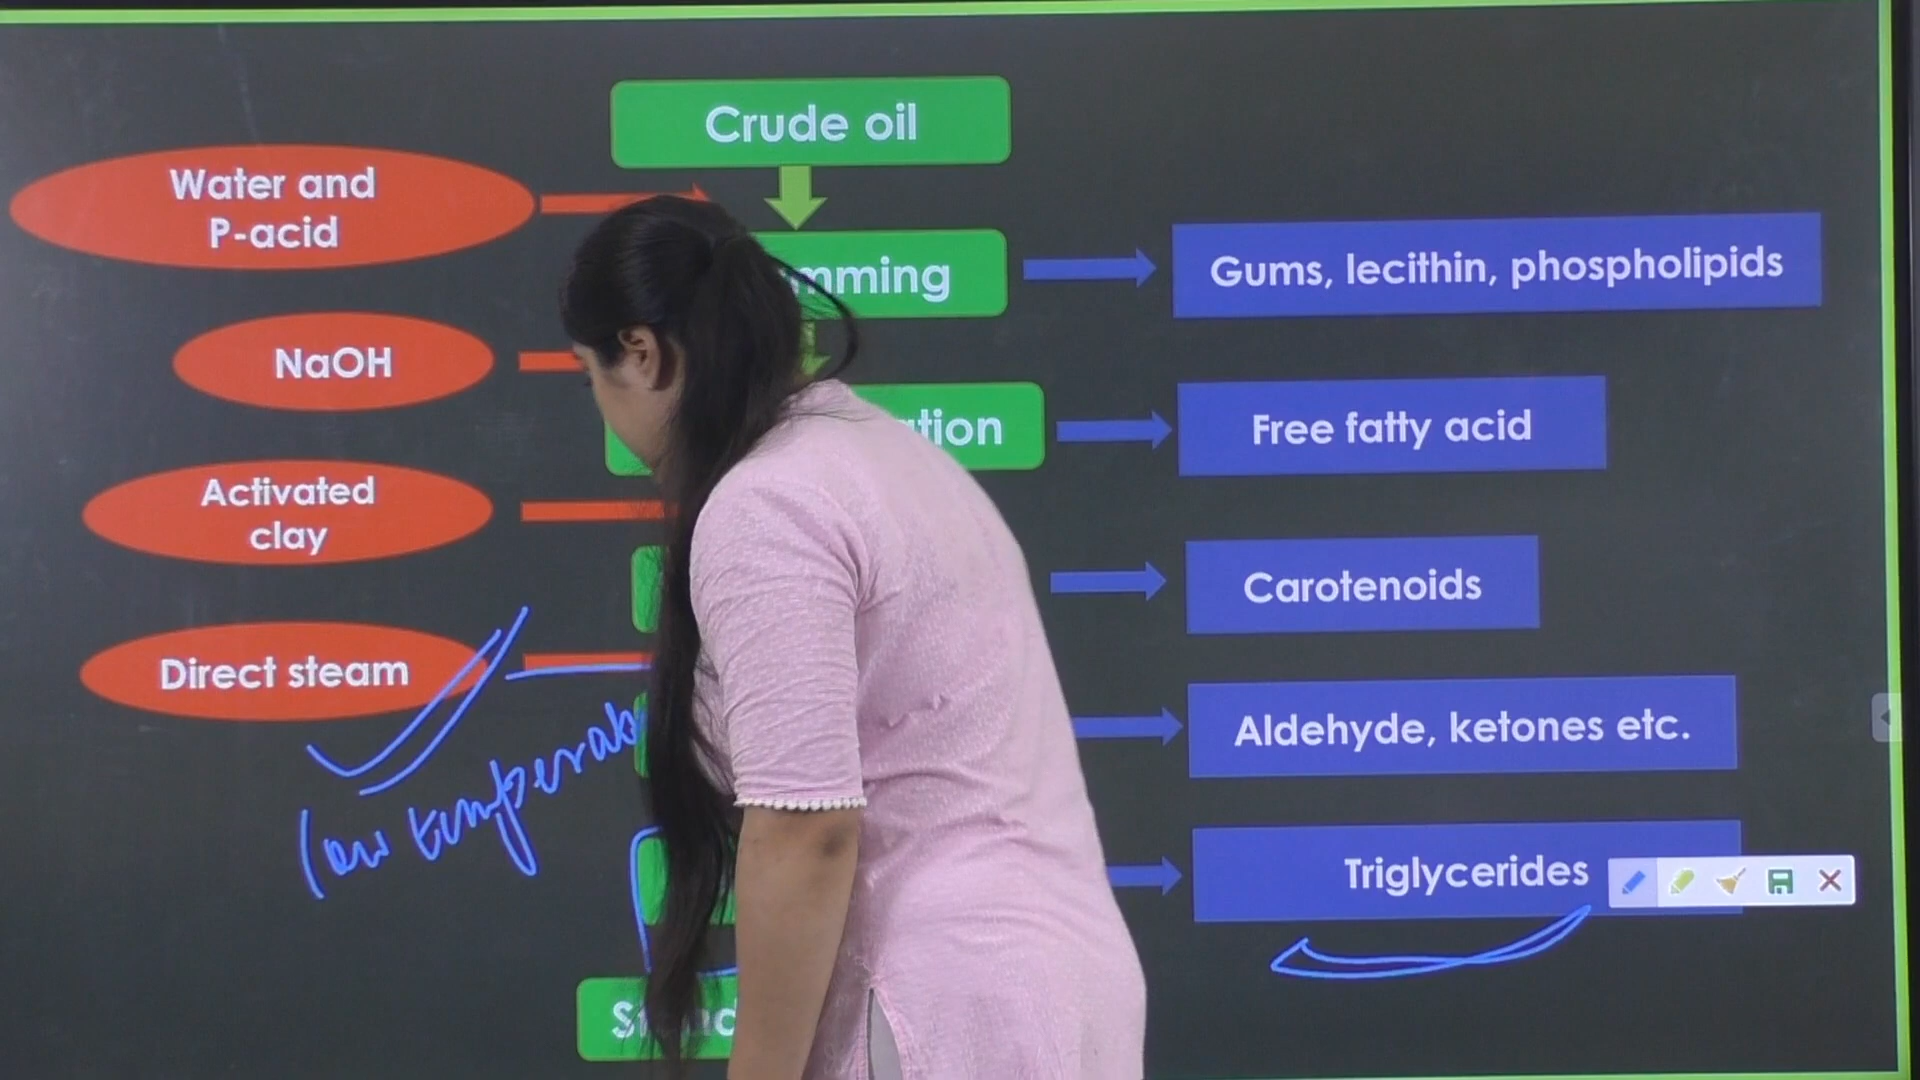 Crude oil
Water and
P-acid
mming
Gums, lecithin, phospholipids
NaOH
tion
Free fatty acid
Activated
clay
Carotenoids
Direct steam
Aldehyde, ketones etc.
low
Triglycerides